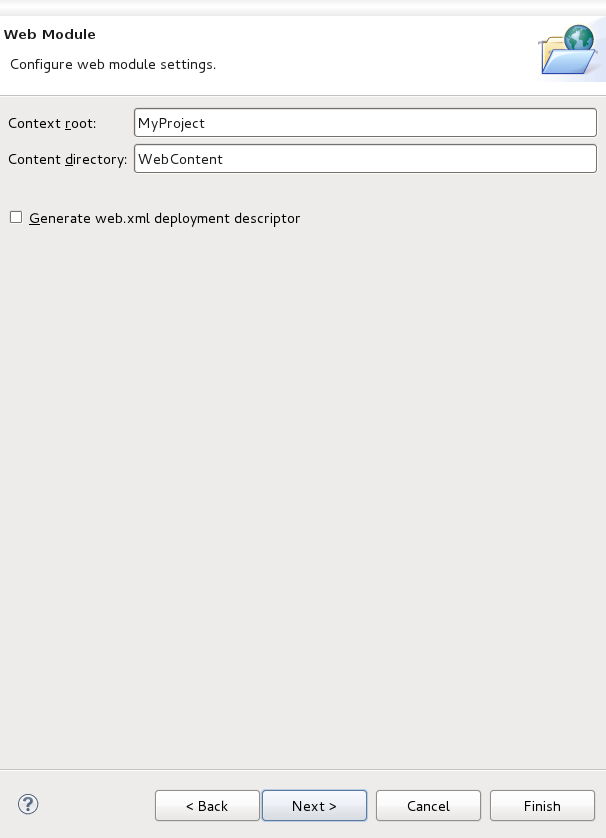 Web Module
Configure web module settings.
Context root: MyProject
Content directory: WebContent
Generate web.xml deployment descriptor
? < Back Next > Cancel Finish